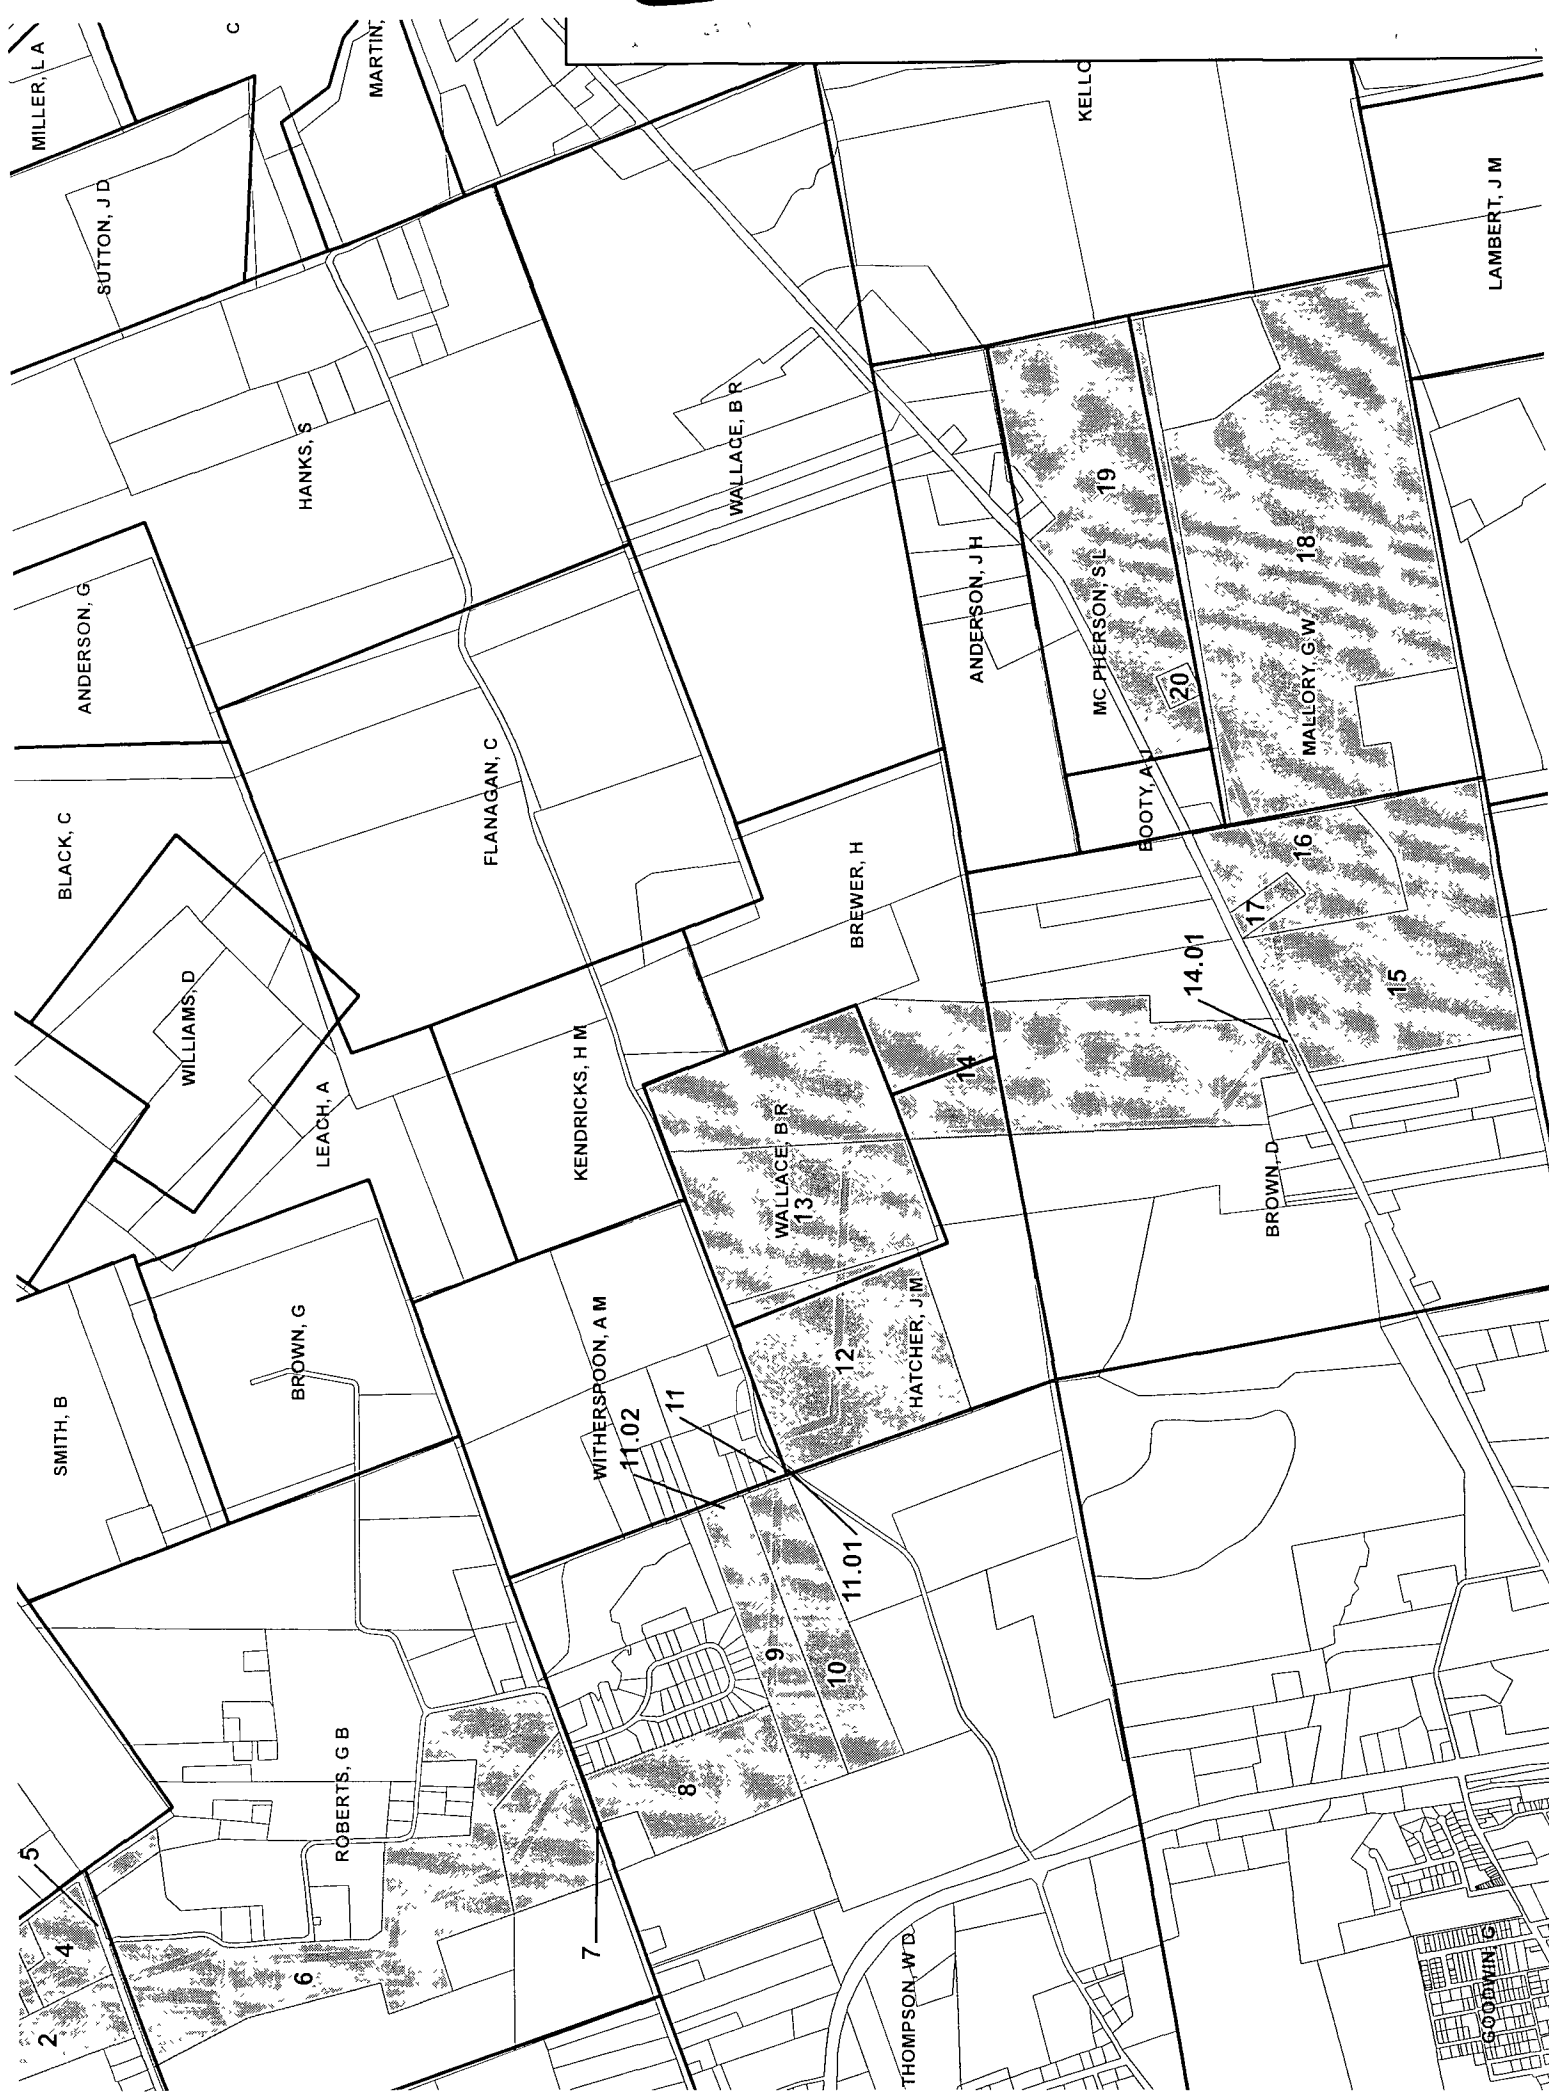 MILLER, L A
C
MARTIN,
SUTTON, J D
KELLO
LAMBERT, J M
HANKS, S
WALLACE, B R
ANDERSON, G
ANDERSON, J H
19
MC PHERSON, S L
18
MALLORY, G W
20
BLACK, C
FLANAGAN, C
BREWER, H
BOOTY, A J
16
17
15
14.01
WILLIAMS, D
LEACH, A
KENDRICKS, H M
14
WALLACE, B R
13
BROWN, D
SMITH, B
BROWN, G
WITHERSPOON, A M
11.02
11
12
HATCHER, J M
11.01
9
10
ROBERTS, G B
8
5
4
2
6
7
THOMPSON, W D
GOODWIN, G